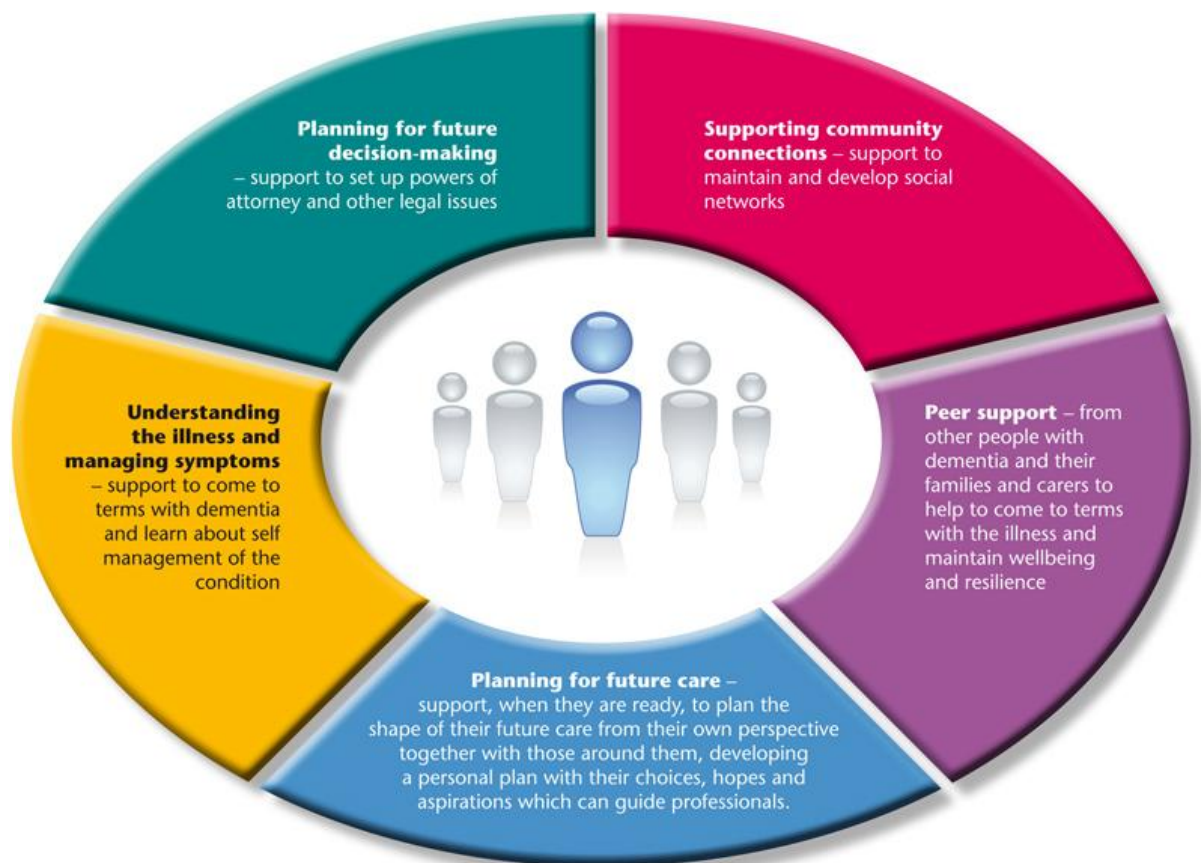 Planning for future
decision-making
– support to set up powers of
attorney and other legal issues
Supporting community
connections – support to
maintain and develop social
networks
Understanding
the illness and
managing symptoms
– support to come to
terms with dementia
and learn about self
management of the
condition
Peer support – from
other people with
dementia and their
families and carers to
help to come to terms
with the illness and
maintain wellbeing
and resilience
Planning for future care –
support, when they are ready, to plan the
shape of their future care from their own perspective
together with those around them, developing
a personal plan with their choices, hopes and
aspirations which can guide professionals.